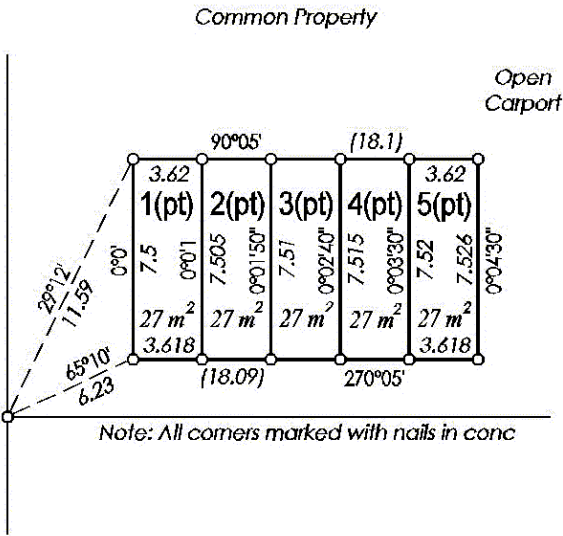 Common Property
Open
Carport
90°05' (18.1)
3.62 3.62
1(pt) 2(pt) 3(pt) 4(pt) 5(pt)
0°0' 7.5 0°0'1 7.505 0°01'50" 7.51 0°02'40" 7.515 0°03'30" 7.52 7.526 0°04'30"
29°12'
11.59
27 m² 27 m² 27 m² 27 m² 27 m²
3.618 3.618
65°10'
6.23
(18.09) 270°05'
Note: All corners marked with nails in conc